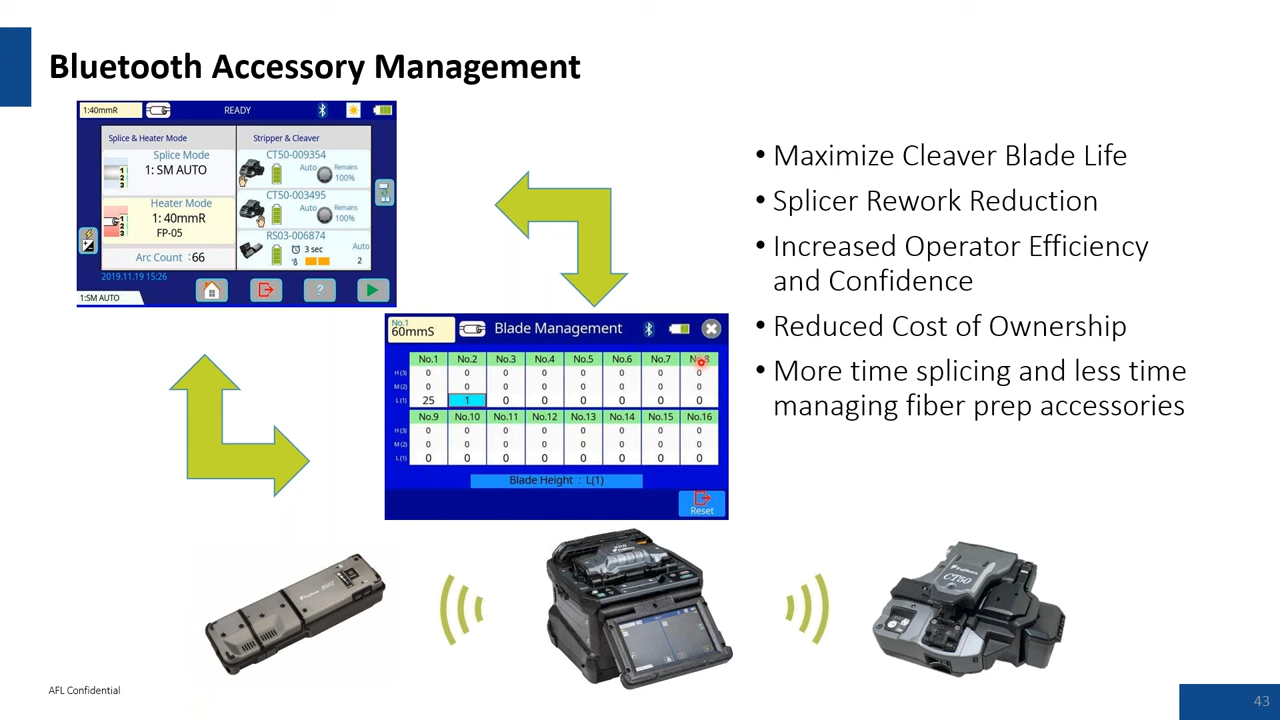 Bluetooth Accessory Management
1:40mmR
READY
Splice & Heater Mode
Splice Mode
1: SM AUTO
1
2
3
Heater Mode
1: 40mmR
FP-05
1
2
3
Arc Count : 66
2019.11.19 15:26
1:SM AUTO
Stripper & Cleaver
CT50-009354
Auto
Remains
100%
CT50-003495
Auto
Remains
100%
RS03-006874
3 sec
Auto
2
?
• Maximize Cleaver Blade Life
• Splicer Rework Reduction
• Increased Operator Efficiency
and Confidence
• Reduced Cost of Ownership
• More time splicing and less time
managing fiber prep accessories
No.1
60mmS
Blade Management
No.1 No.2 No.3 No.4 No.5 No.6 No.7 No.8
H (3) 0 0 0 0 0 0 0 0
M (2) 0 0 0 0 0 0 0 0
L (1) 25 1 0 0 0 0 0 0
No.9 No.10 No.11 No.12 No.13 No.14 No.15 No.16
H (3) 0 0 0 0 0 0 0 0
M (2) 0 0 0 0 0 0 0 0
L (1) 0 0 0 0 0 0 0 0
Blade Height : L(1)
Reset
Fujikura
CT50
AFL Confidential
43